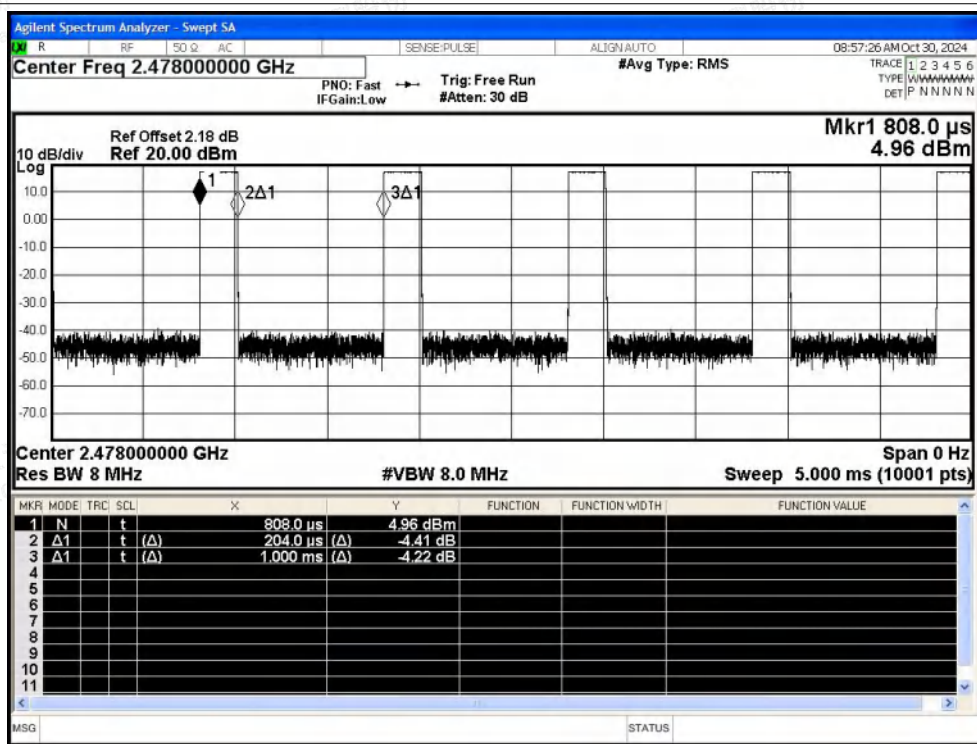 Agilent Spectrum Analyzer - Swept SA
LXI R RF 50 Ω AC SENSE:PULSE ALIGN AUTO 08:57:26 AM Oct 30, 2024
Center Freq 2.478000000 GHz
PNO: Fast
IFGain:Low
Trig: Free Run
#Atten: 30 dB
#Avg Type: RMS
TRACE 1 2 3 4 5 6
TYPE WWWWWW
DET P N N N N N
Mkr1 808.0 µs
4.96 dBm
Ref Offset 2.18 dB
10 dB/div Ref 20.00 dBm
Log
1 2Δ1 3Δ1
10.0
0.00
-10.0
-20.0
-30.0
-40.0
-50.0
-60.0
-70.0
Center 2.478000000 GHz Span 0 Hz
Res BW 8 MHz #VBW 8.0 MHz Sweep 5.000 ms (10001 pts)
MKR MODE TRC SCL X Y FUNCTION FUNCTION WIDTH FUNCTION VALUE
1 N t 808.0 µs 4.96 dBm
2 Δ1 t (Δ) 204.0 µs (Δ) -4.41 dB
3 Δ1 t (Δ) 1.000 ms (Δ) -4.22 dB
4
5
6
7
8
9
10
11
MSG STATUS